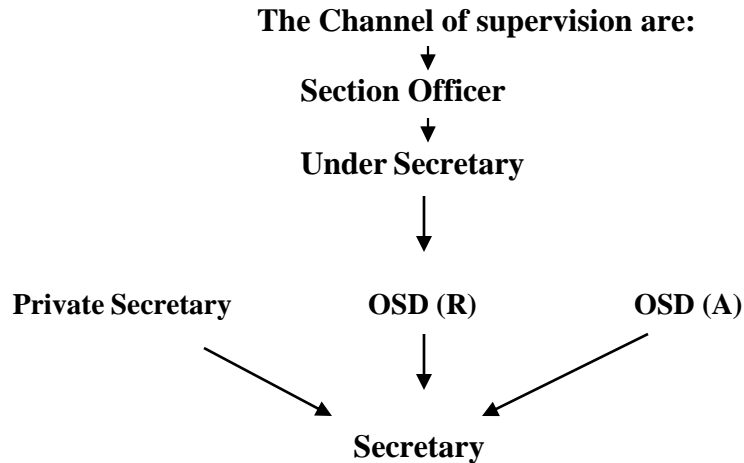 The Channel of supervision are:
Section Officer
Under Secretary
Private Secretary OSD (R) OSD (A)
Secretary